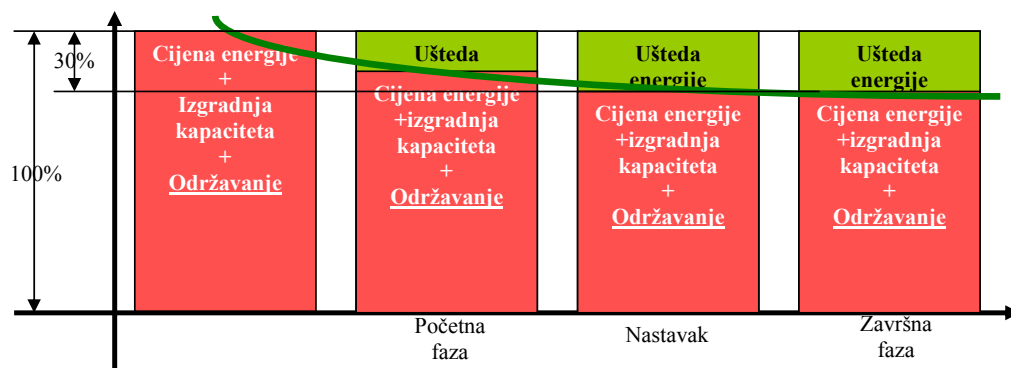 30%
100%
Cijena energije
+
Izgradnja
kapaciteta
+
Održavanje
Ušteda
Cijena energije
+izgradnja
kapaciteta
+
Održavanje
Ušteda
energije
Cijena energije
+izgradnja
kapaciteta
+
Održavanje
Ušteda
energije
Cijena energije
+izgradnja
kapaciteta
+
Održavanje
Početna
faza
Nastavak
Završna
faza